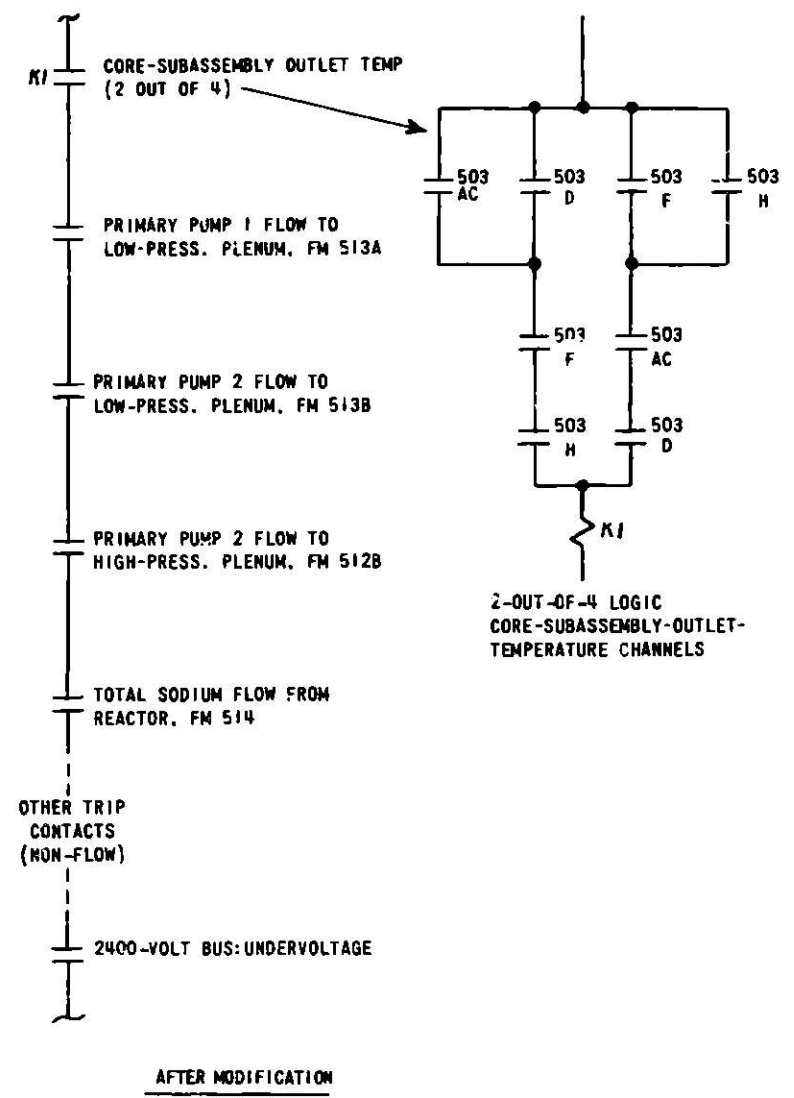 K1
CORE-SUBASSEMBLY OUTLET TEMP
(2 OUT OF 4)
PRIMARY PUMP 1 FLOW TO
LOW-PRESS. PLENUM, FM 513A
PRIMARY PUMP 2 FLOW TO
LOW-PRESS. PLENUM, FM 513B
PRIMARY PUMP 2 FLOW TO
HIGH-PRESS. PLENUM, FM 512B
TOTAL SODIUM FLOW FROM
REACTOR, FM 514
OTHER TRIP
CONTACTS
(NON-FLOW)
2400-VOLT BUS: UNDERVOLTAGE
503
AC
503
D
503
F
503
H
503
F
503
AC
503
H
503
D
K1
2-OUT-OF-4 LOGIC
CORE-SUBASSEMBLY-OUTLET-
TEMPERATURE CHANNELS
AFTER MODIFICATION